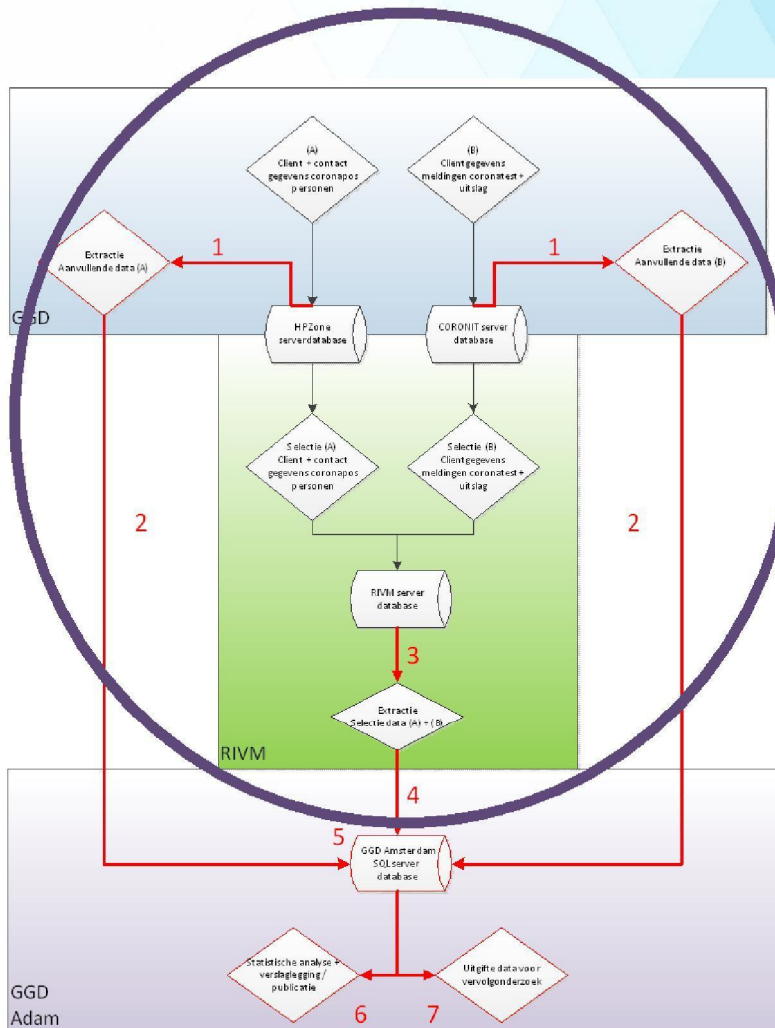 (A)
Client + contact
gegevens coronapos
personen
(B)
Clientgegevens
meldingen coronatest +
uitslag
1
1
Extractie
Aanvullende data (A)
Extractie
Aanvullende data (B)
GGD
HPZone
serverdatabase
CORONIT server
database
Selectie (A)
Client + contact
gegevens coronapos
personen
Selectie (B)
Clientgegevens
meldingen coronatest +
uitslag
2
2
RIVM server
database
3
Extractie
Selectie data (A) + (B)
RIVM
4
5
GGD Amsterdam
SQL server
database
Statistische analyse +
verslaglegging /
publicatie
Uitgifte data voor
vervolgonderzoek
6
7
GGD
Adam